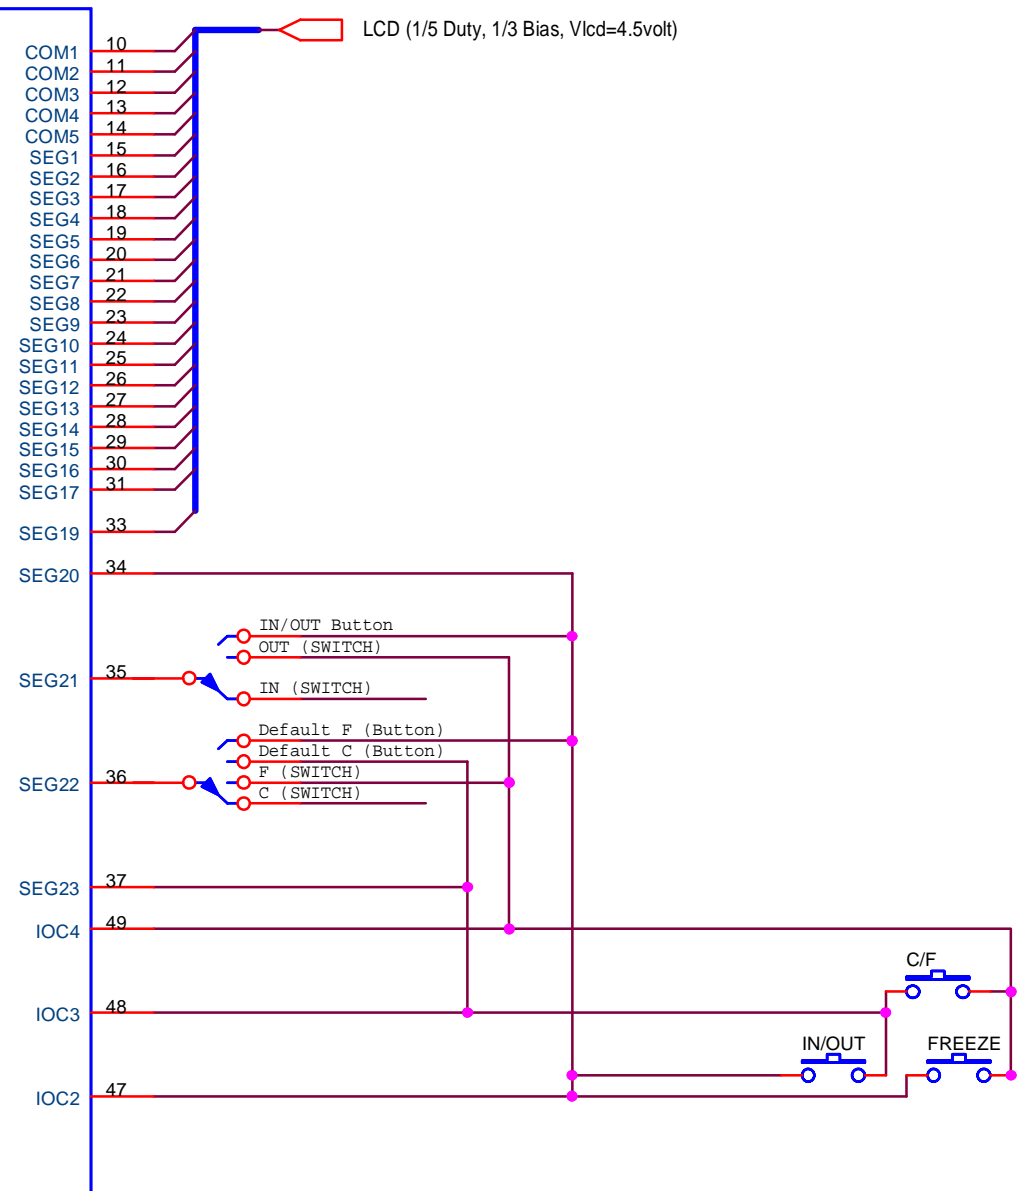 LCD (1/5 Duty, 1/3 Bias, Vlcd=4.5volt)
COM1 10
COM2 11
COM3 12
COM4 13
COM5 14
SEG1 15
SEG2 16
SEG3 17
SEG4 18
SEG5 19
SEG6 20
SEG7 21
SEG8 22
SEG9 23
SEG10 24
SEG11 25
SEG12 26
SEG13 27
SEG14 28
SEG15 29
SEG16 30
SEG17 31
SEG19 33
SEG20 34
IN/OUT Button
OUT (SWITCH)
SEG21 35
IN (SWITCH)
Default F (Button)
Default C (Button)
SEG22 36 F (SWITCH)
C (SWITCH)
SEG23 37
IOC4 49
C/F
IOC3 48
IN/OUT FREEZE
IOC2 47